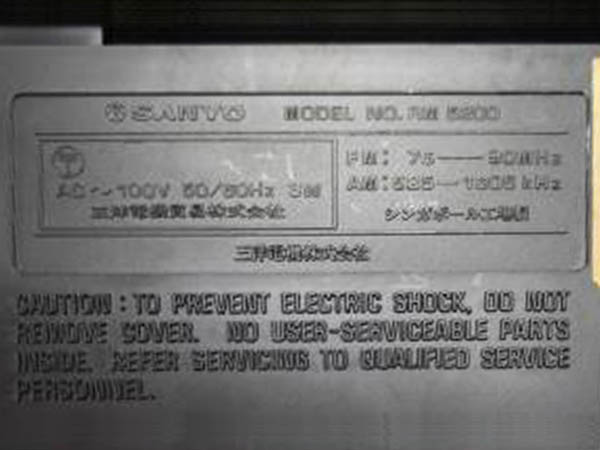 SANYO MODEL NO. RM 5200
FM: 76—90MHz
AC~100V 50/60Hz 3W
AM: 525—1605 kHz
三洋電機貿易株式会社
シンガポール工場
三洋電機株式会社
CAUTION : TO PREVENT ELECTRIC SHOCK, DO NOT
REMOVE COVER. NO USER-SERVICEABLE PARTS
INSIDE. REFER SERVICING TO QUALIFIED SERVICE
PERSONNEL.